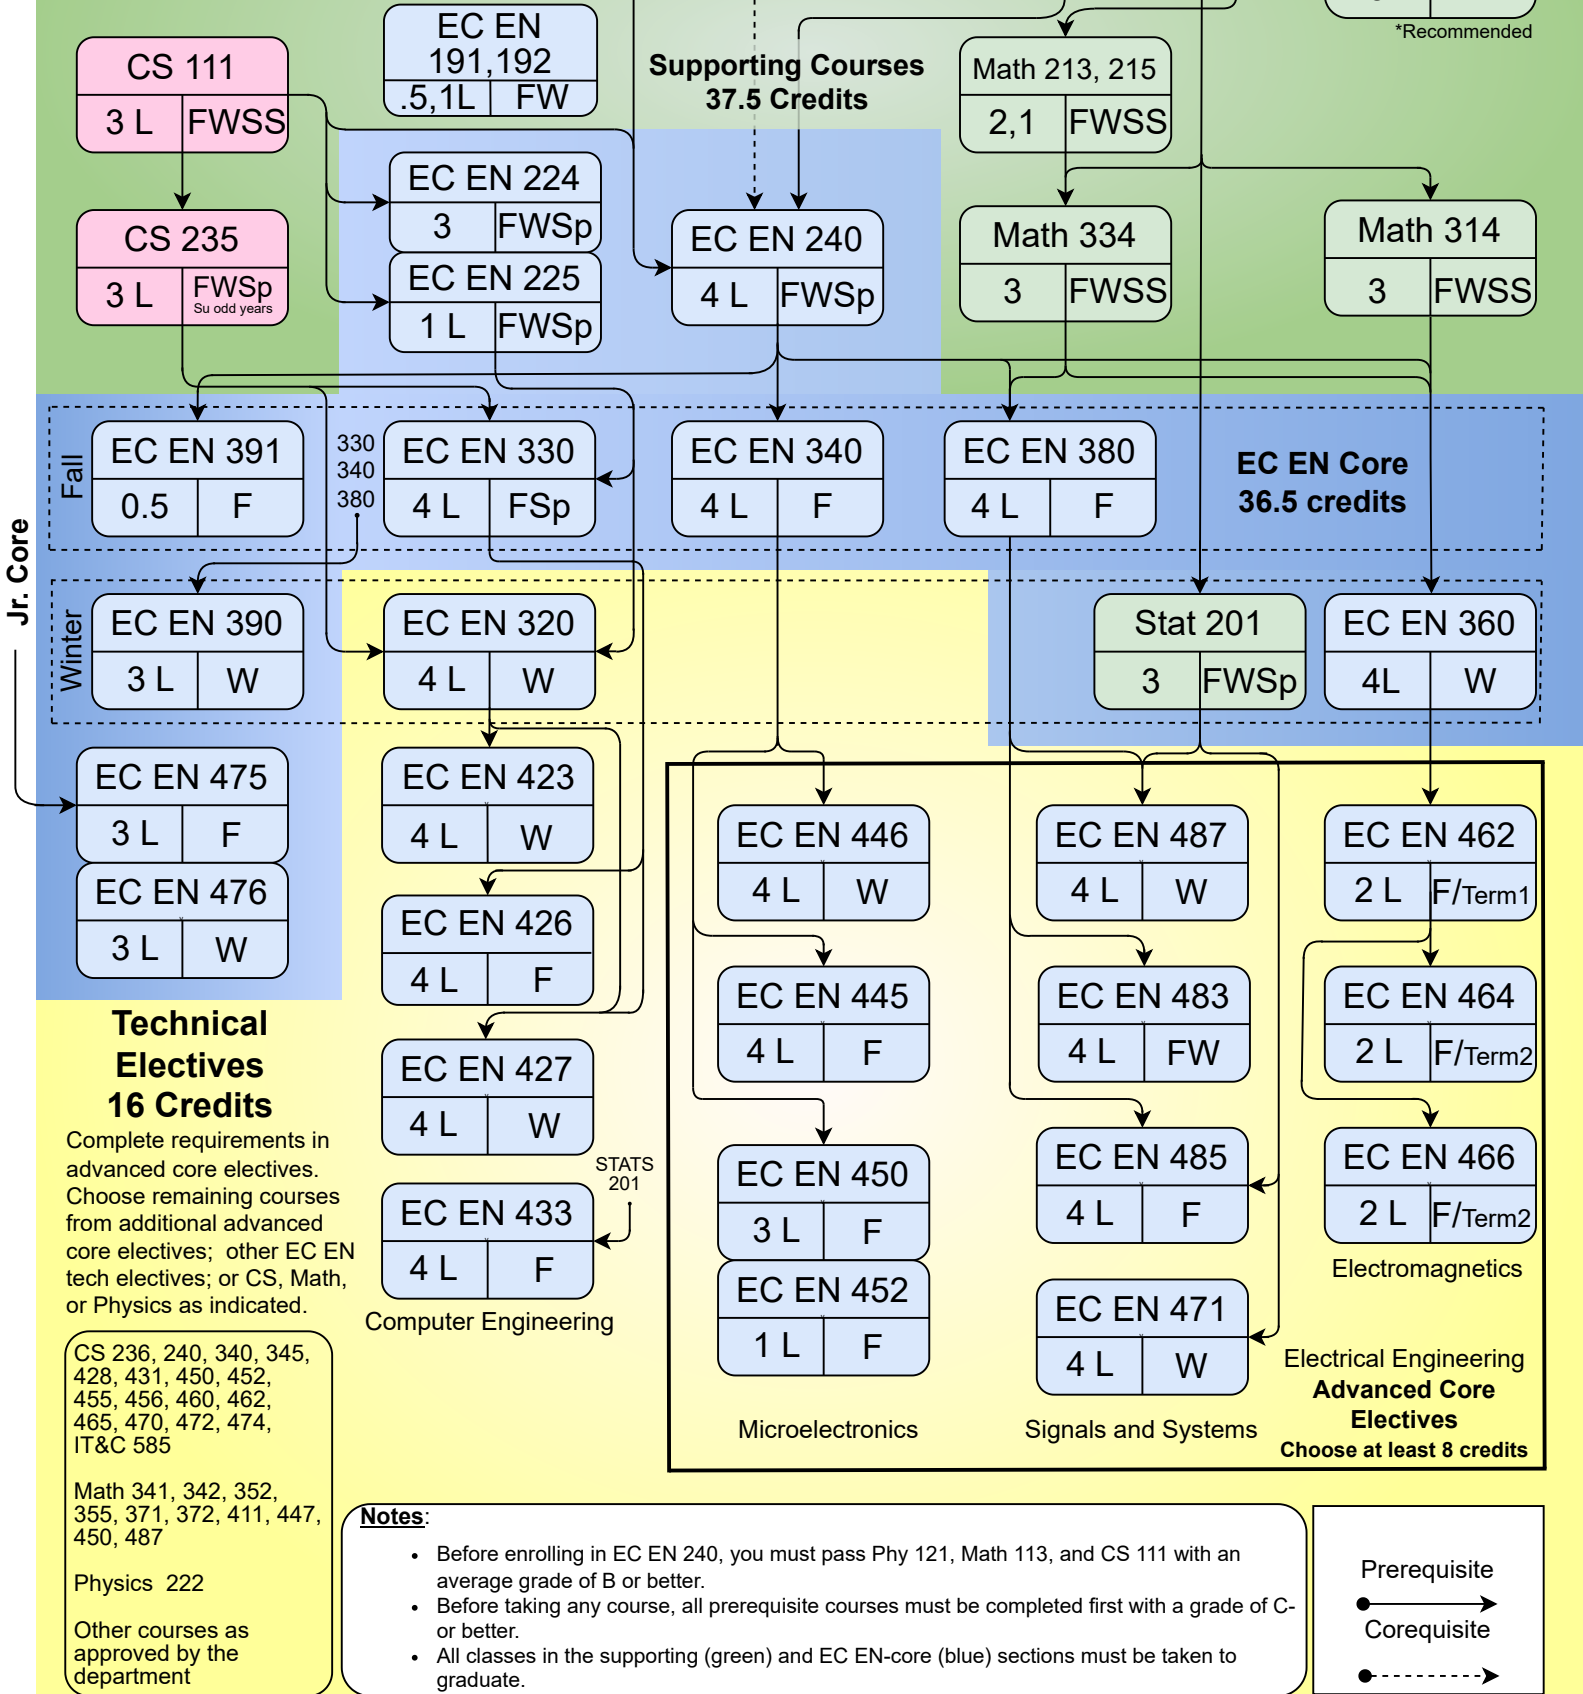 *Recommended
EC EN
191,192
.5,1L
FW
CS 111
3 L
FWSS
Supporting Courses
37.5 Credits
Math 213, 215
2,1
FWSS
EC EN 224
3
FWSp
CS 235
3 L
FWSp
Su odd years
EC EN 225
1 L
FWSp
EC EN 240
4 L
FWSp
Math 334
3
FWSS
Math 314
3
FWSS
Jr. Core
Fall
EC EN 391
0.5
F
330
340
380
EC EN 330
4 L
FSp
EC EN 340
4 L
F
EC EN 380
4 L
F
EC EN Core
36.5 credits
Winter
EC EN 390
3 L
W
EC EN 320
4 L
W
Stat 201
3
FWSp
EC EN 360
4L
W
EC EN 475
3 L
F
EC EN 476
3 L
W
EC EN 423
4 L
W
EC EN 426
4 L
F
EC EN 427
4 L
W
STATS
201
EC EN 433
4 L
F
Computer Engineering
EC EN 446
4 L
W
EC EN 445
4 L
F
EC EN 450
3 L
F
EC EN 452
1 L
F
Microelectronics
EC EN 487
4 L
W
EC EN 483
4 L
FW
EC EN 485
4 L
F
EC EN 471
4 L
W
Signals and Systems
EC EN 462
2 L
F/Term1
EC EN 464
2 L
F/Term2
EC EN 466
2 L
F/Term2
Electromagnetics
Electrical Engineering
Advanced Core
Electives
Choose at least 8 credits
Technical
Electives
16 Credits
Complete requirements in
advanced core electives.
Choose remaining courses
from additional advanced
core electives; other EC EN
tech electives; or CS, Math,
or Physics as indicated.
CS 236, 240, 340, 345,
428, 431, 450, 452,
455, 456, 460, 462,
465, 470, 472, 474,
IT&C 585
Math 341, 342, 352,
355, 371, 372, 411, 447,
450, 487
Physics 222
Other courses as
approved by the
department
Notes:
• Before enrolling in EC EN 240, you must pass Phy 121, Math 113, and CS 111 with an
average grade of B or better.
• Before taking any course, all prerequisite courses must be completed first with a grade of C-
or better.
• All classes in the supporting (green) and EC EN-core (blue) sections must be taken to
graduate.
Prerequisite
Corequisite